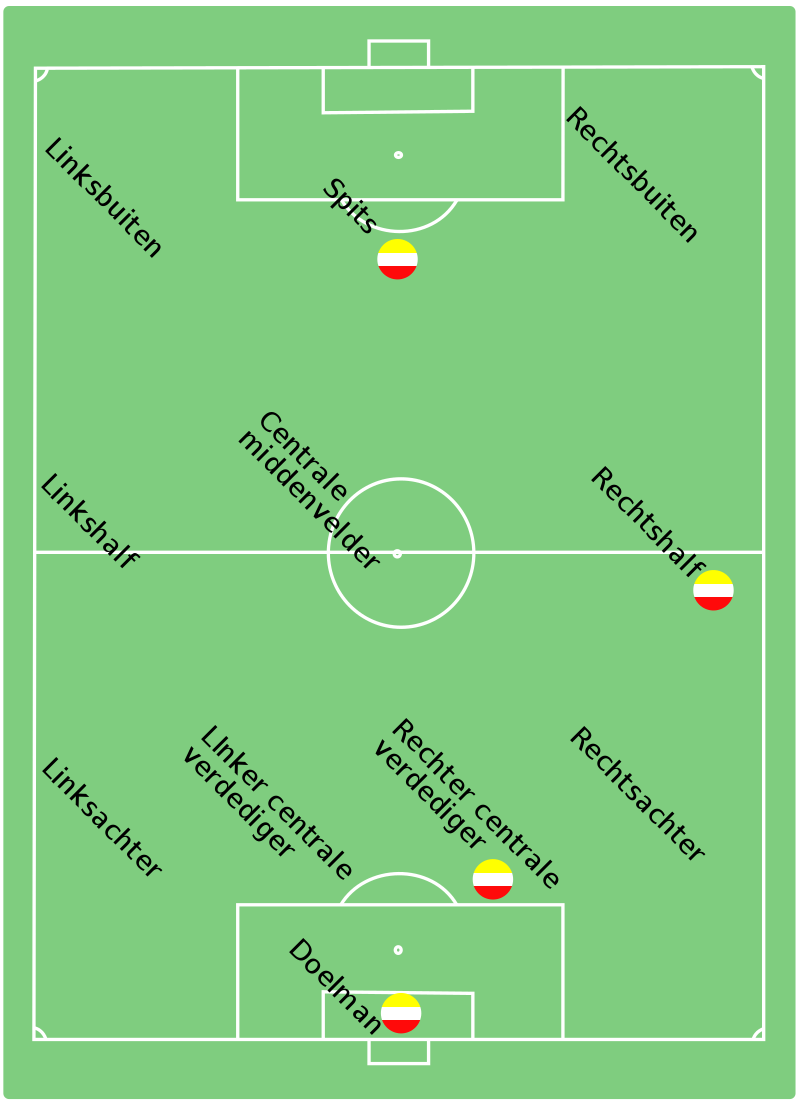 Linksbuiten
Spits
Rechtsbuiten
Centrale
middenvelder
Linkshalf
Rechtshalf
LInker centrale
verdediger
Rechter centrale
verdediger
Linksachter
Rechtsachter
Doelman